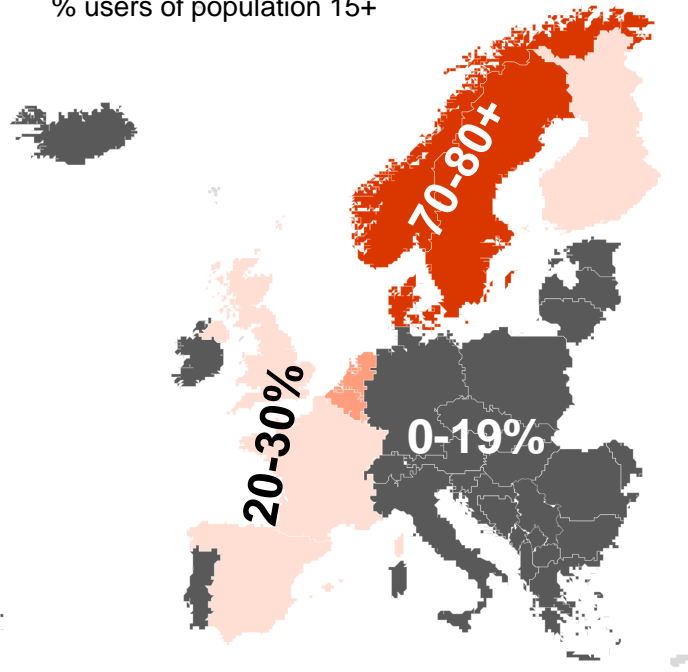 % users of population 15+
70-80+
20-30%
0-19%